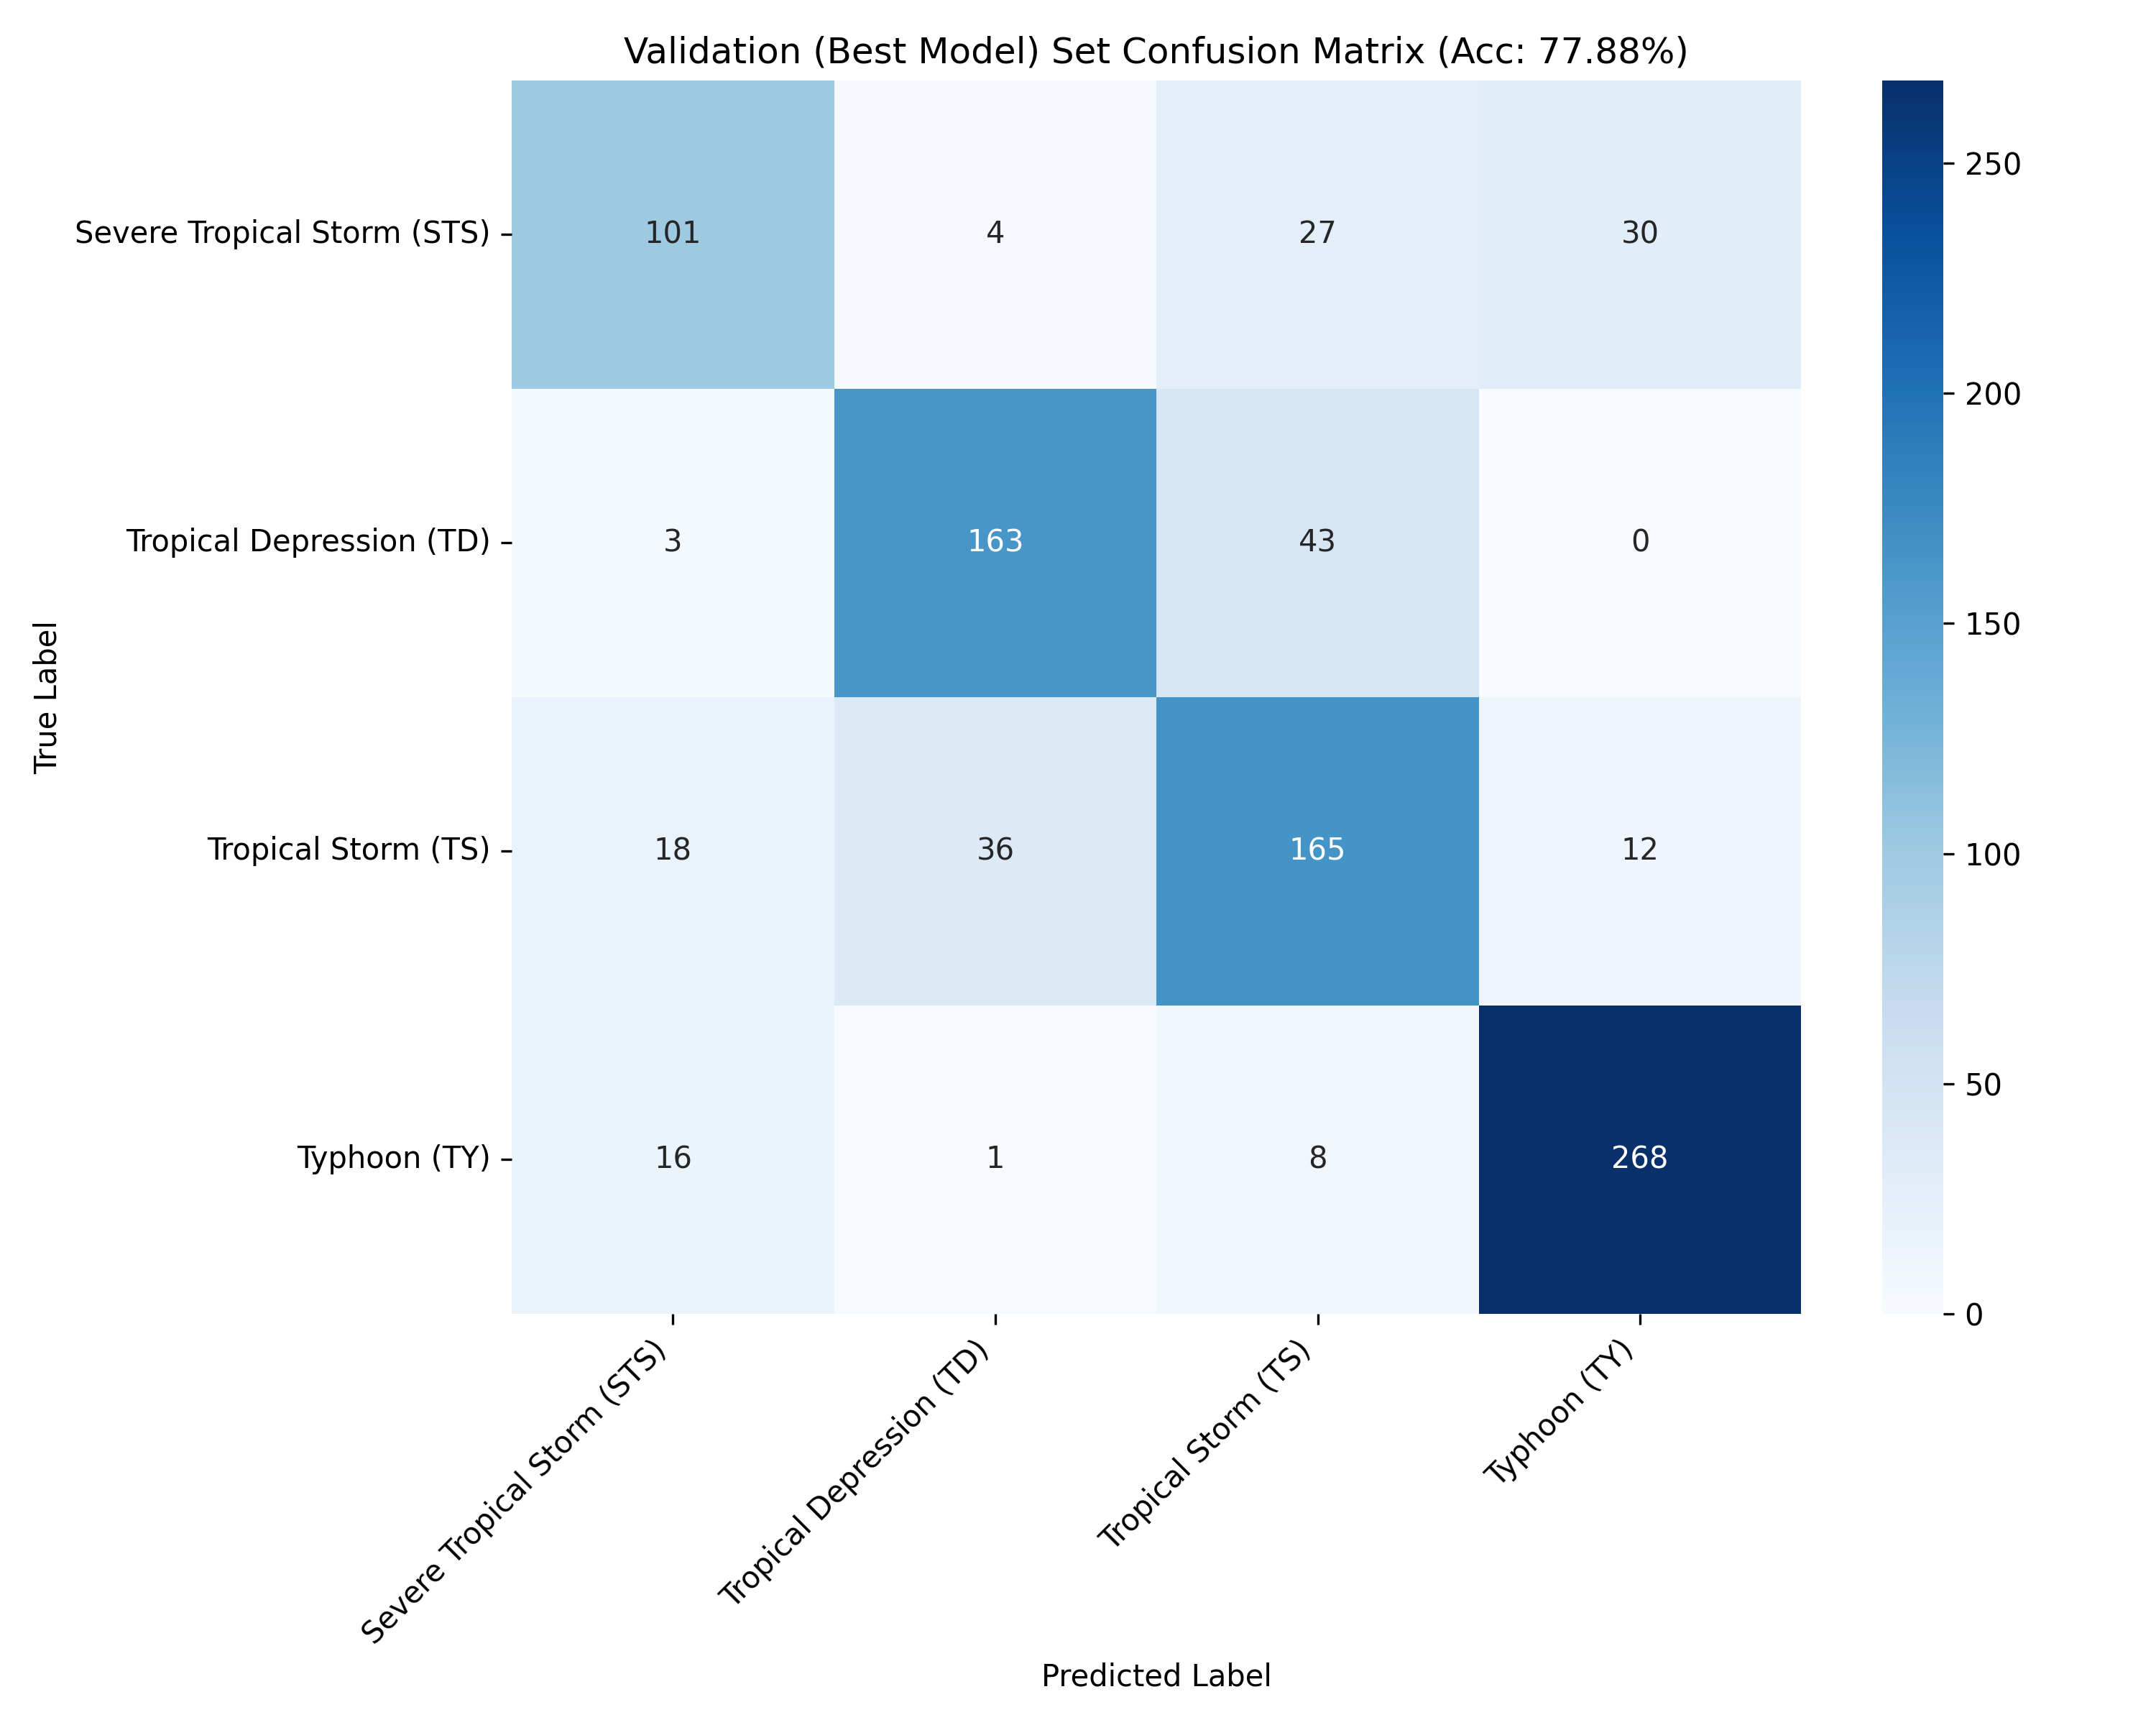 Validation (Best Model) Set Confusion Matrix (Acc: 77.88%)
True Label
Severe Tropical Storm (STS)
101 4 27 30
Tropical Depression (TD)
3 163 43 0
Tropical Storm (TS)
18 36 165 12
Typhoon (TY)
16 1 8 268
Severe Tropical Storm (STS)
Tropical Depression (TD)
Tropical Storm (TS)
Typhoon (TY)
Predicted Label
250
200
150
100
50
0